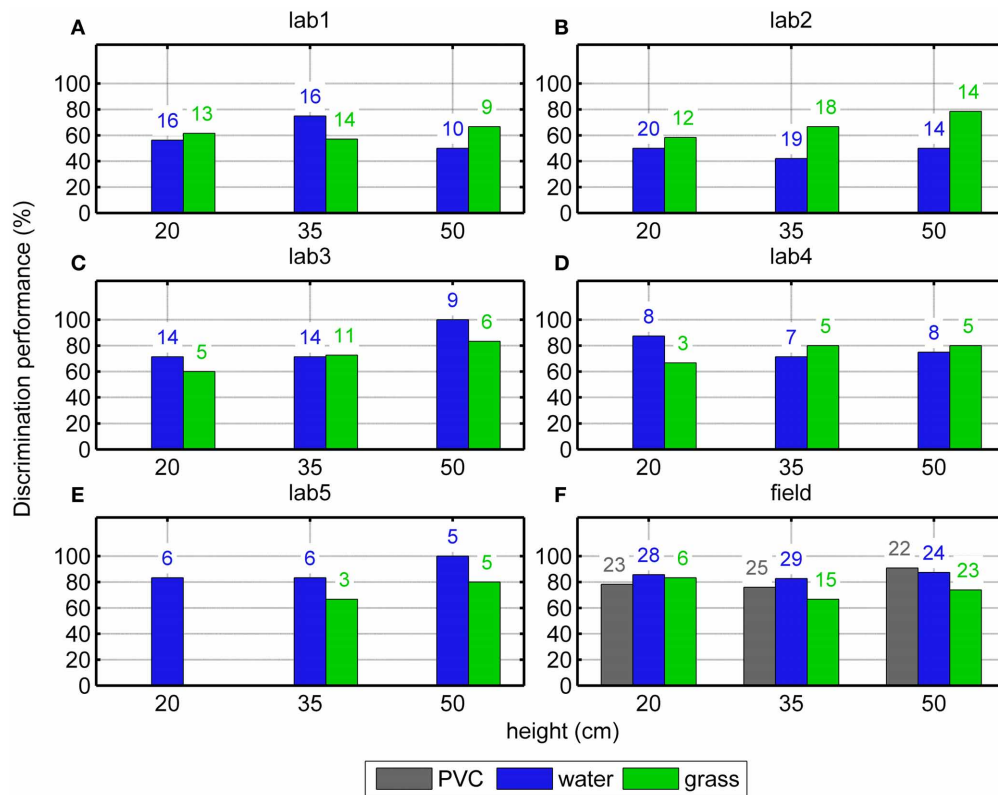 A lab1
100
80
60
40
20
0
16 13 16 14 10 9
20 35 50
B lab2
100
80
60
40
20
0
20 12 19 18 14 14
20 35 50
C lab3
100
80
60
40
20
0
14 5 14 11 9 6
20 35 50
D lab4
100
80
60
40
20
0
8 3 7 5 8 5
20 35 50
E lab5
100
80
60
40
20
0
6 6 3 5 5
20 35 50
F field
100
80
60
40
20
0
23 28 6 25 29 15 22 24 23
20 35 50
Discrimination performance (%)
height (cm)
PVC water grass